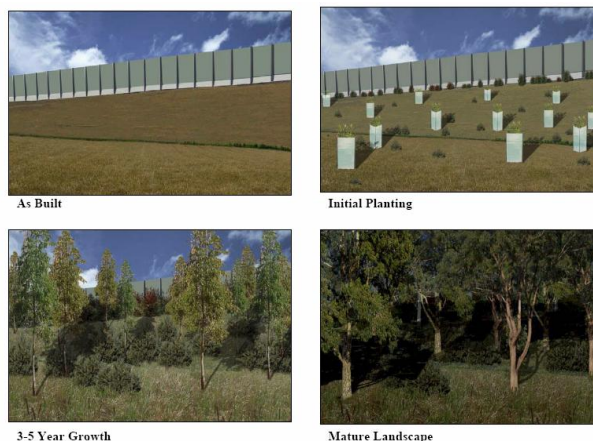 As Built
Initial Planting
3-5 Year Growth
Mature Landscape